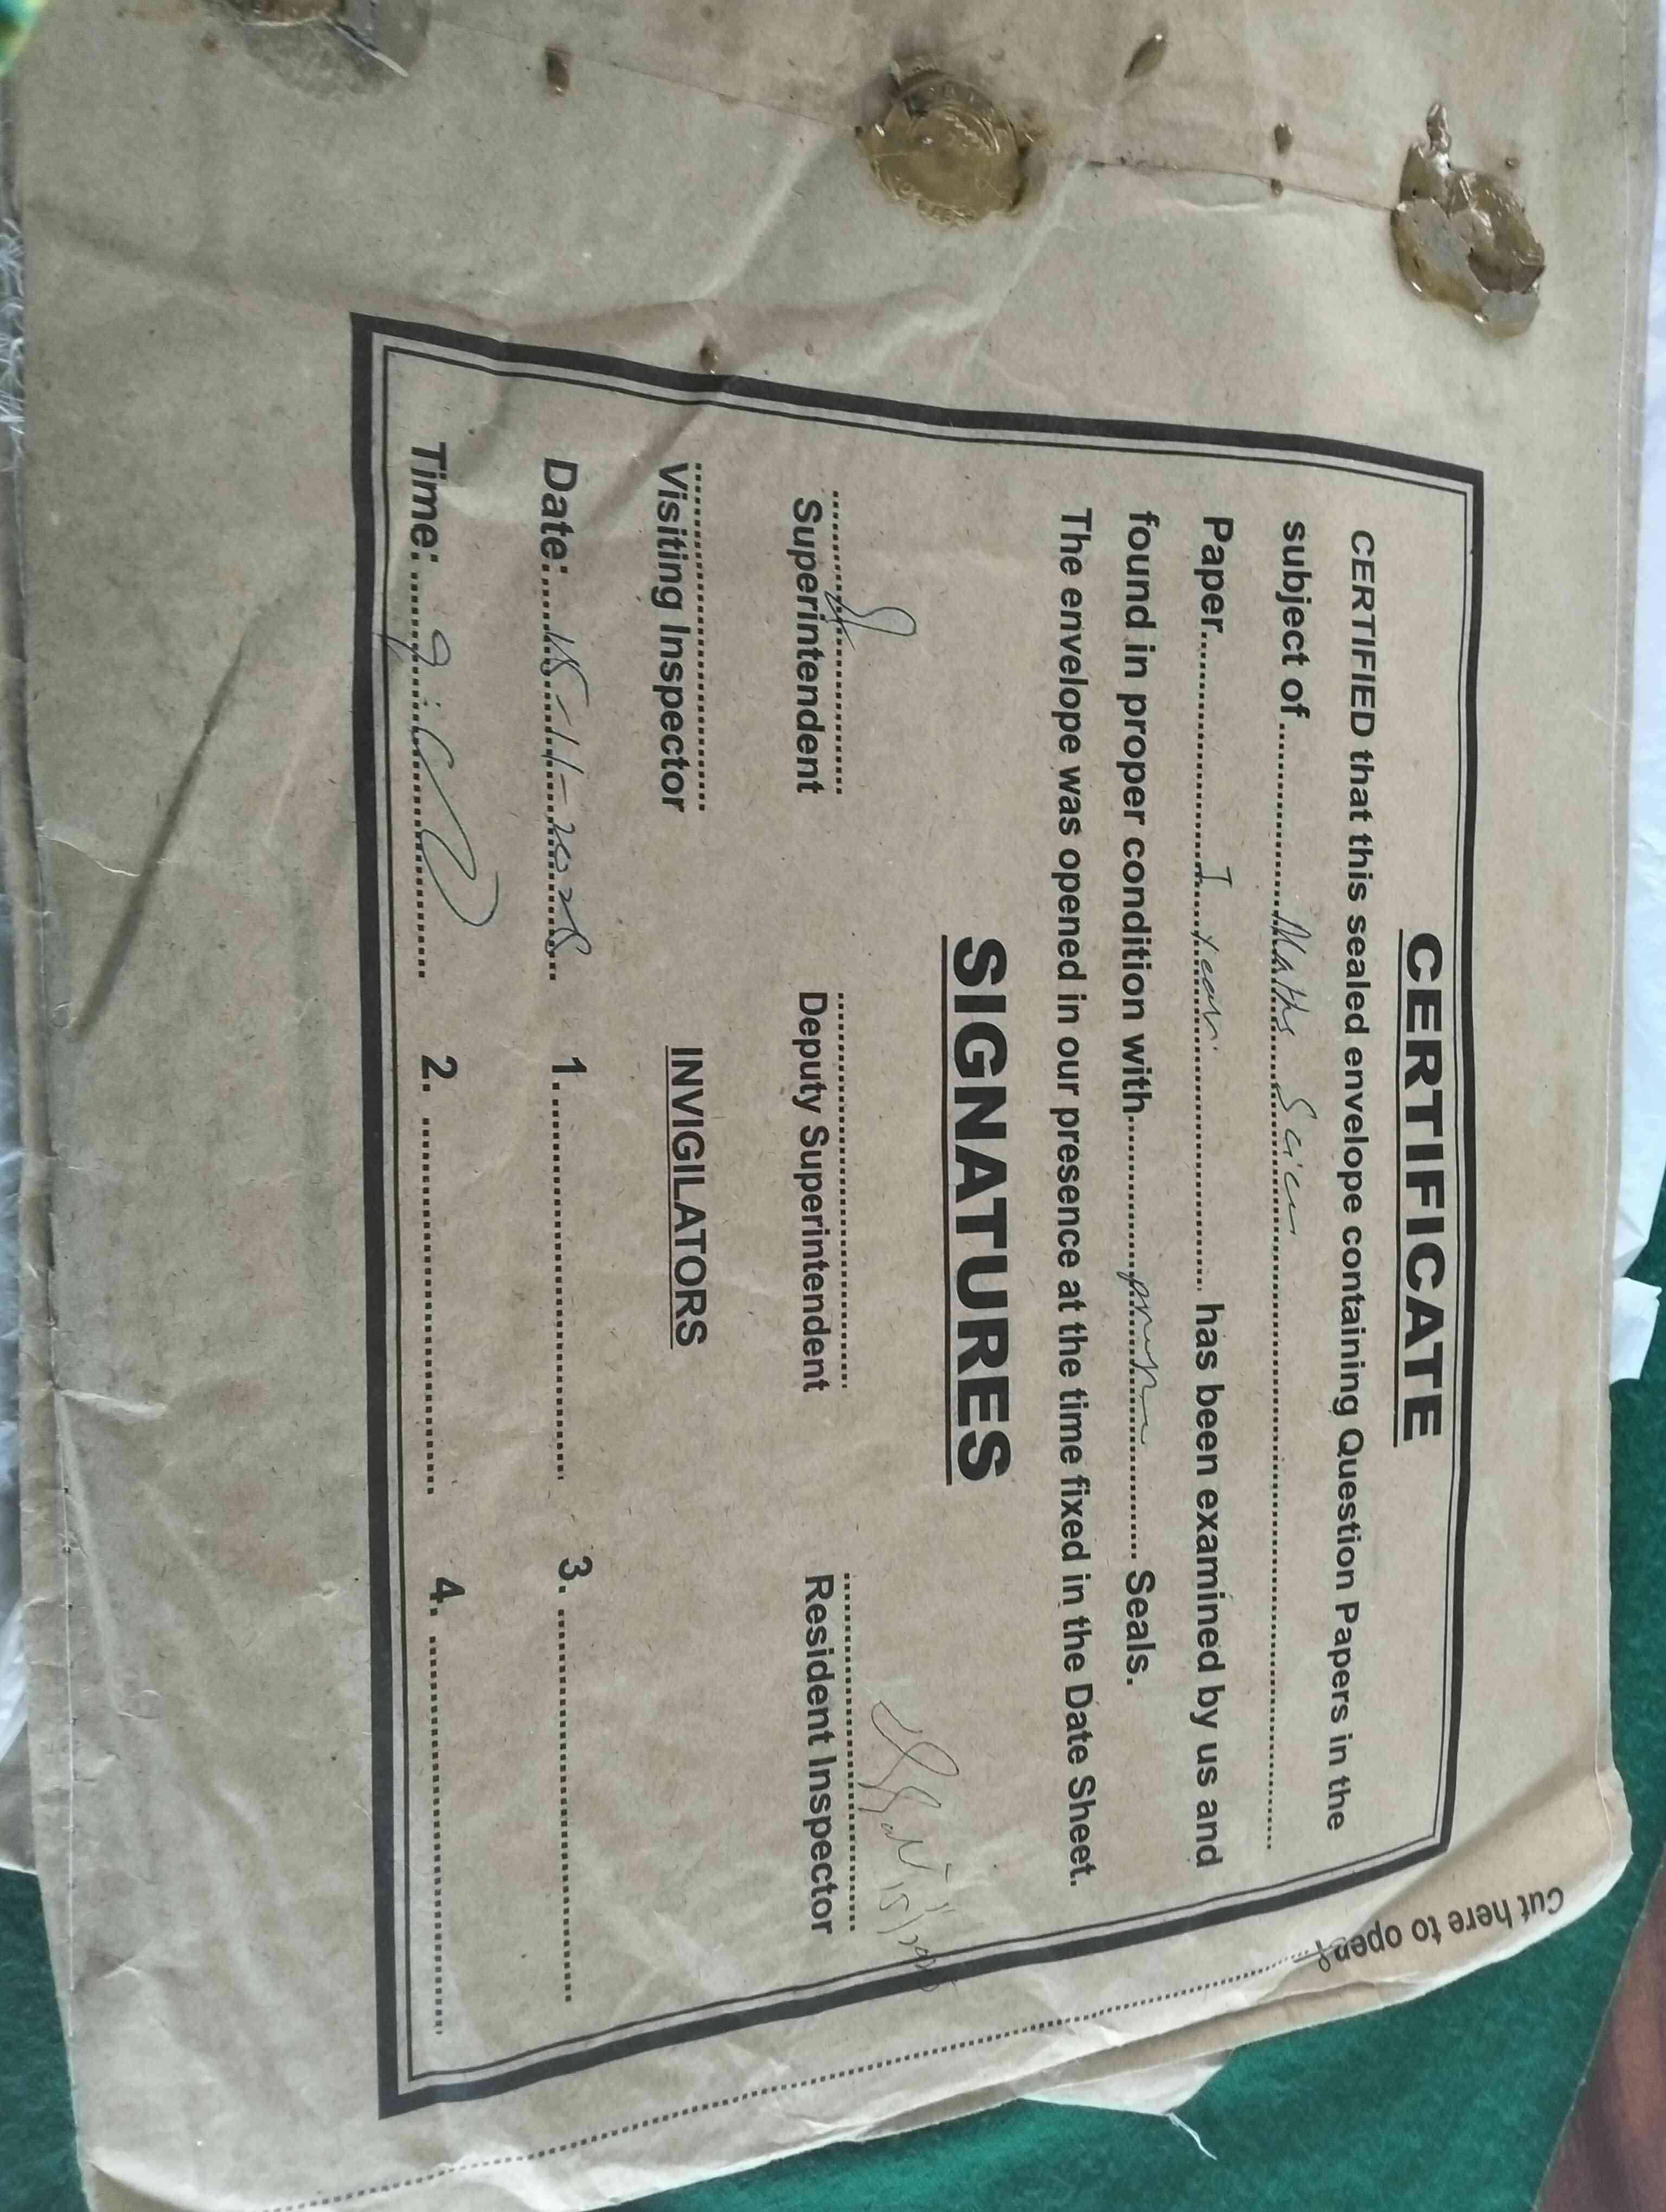 CERTIFICATE
CERTIFIED that this sealed envelope containing Question Papers in the
subject of Maths Scien
Paper I Year has been examined by us and
found in proper condition with Seals.
The envelope was opened in our presence at the time fixed in the Date Sheet.
SIGNATURES
Superintendent Deputy Superintendent Resident Inspector
Visiting Inspector INVIGILATORS
Date: 1. 3.
Time: 2. 4.
Cut here to open